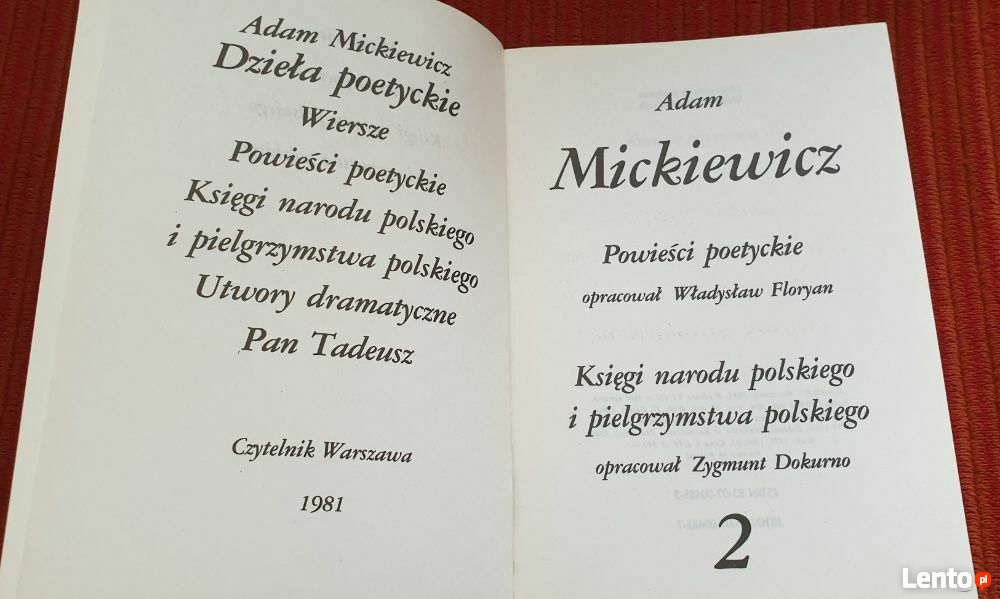 Adam Mickiewicz
Dzieła poetyckie
Wiersze
Powieści poetyckie
Księgi narodu polskiego
i pielgrzymstwa polskiego
Utwory dramatyczne
Pan Tadeusz
Czytelnik Warszawa
1981
Adam
Mickiewicz
Powieści poetyckie
opracował Władysław Floryan
Księgi narodu polskiego
i pielgrzymstwa polskiego
opracował Zygmunt Dokurno
2
Lento.pl